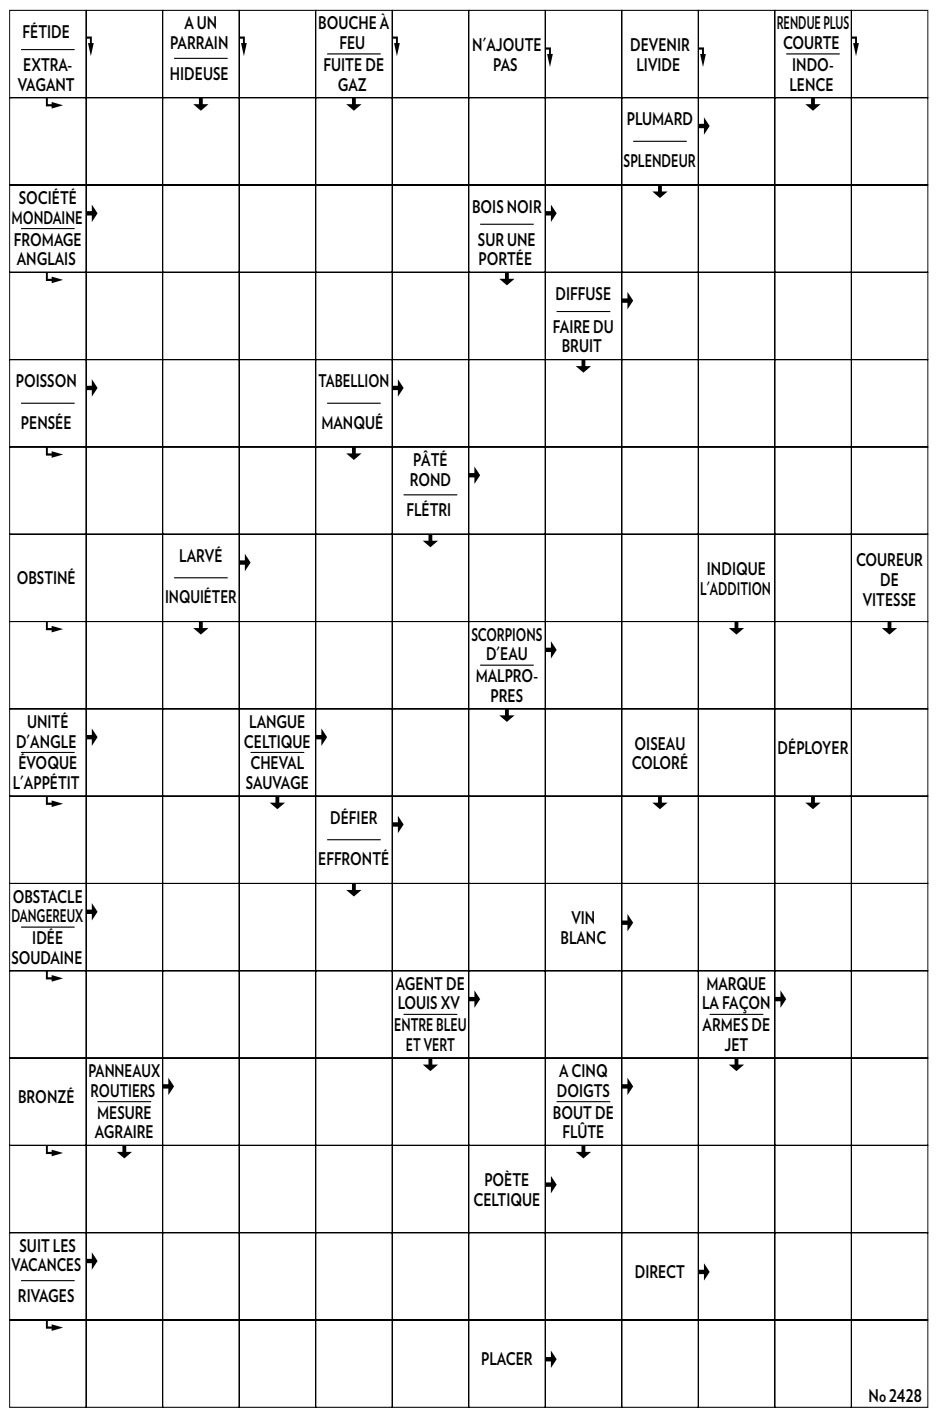 FÉTIDE
EXTRA-
VAGANT
A UN
PARRAIN
HIDEUSE
BOUCHE À
FEU
FUITE DE
GAZ
N'AJOUTE
PAS
DEVENIR
LIVIDE
RENDUE PLUS
COURTE
INDO-
LENCE
PLUMARD
SPLENDEUR
SOCIÉTÉ
MONDAINE
FROMAGE
ANGLAIS
BOIS NOIR
SUR UNE
PORTÉE
DIFFUSE
FAIRE DU
BRUIT
POISSON
PENSÉE
TABELLION
MANQUÉ
PÂTÉ
ROND
FLÉTRI
OBSTINÉ
LARVÉ
INQUIÉTER
INDIQUE
L'ADDITION
COUREUR
DE
VITESSE
SCORPIONS
D'EAU
MALPRO-
PRES
UNITÉ
D'ANGLE
ÉVOQUE
L'APPÉTIT
LANGUE
CELTIQUE
CHEVAL
SAUVAGE
OISEAU
COLORÉ
DÉPLOYER
DÉFIER
EFFRONTÉ
OBSTACLE
DANGEREUX
IDÉE
SOUDAINE
VIN
BLANC
AGENT DE
LOUIS XV
ENTRE BLEU
ET VERT
MARQUE
LA FAÇON
ARMES DE
JET
BRONZÉ
PANNEAUX
ROUTIERS
MESURE
AGRAIRE
A CINQ
DOIGTS
BOUT DE
FLÛTE
POÈTE
CELTIQUE
SUIT LES
VACANCES
RIVAGES
DIRECT
PLACER
No 2428